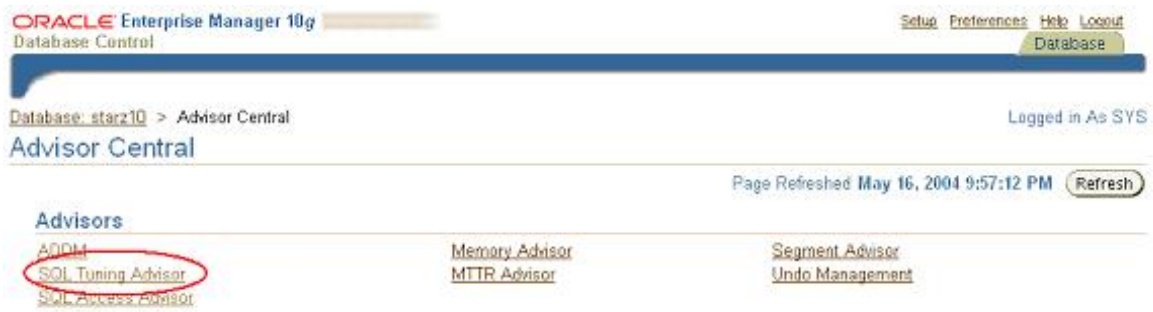 ORACLE Enterprise Manager 10g
Database Control
Setup Preferences Help Logout
Database
Database: starz10 > Advisor Central
Logged in As SYS
Advisor Central
Page Refreshed May 16, 2004 9:57:12 PM Refresh
Advisors
ADDM Memory Advisor Segment Advisor
SQL Tuning Advisor MTTR Advisor Undo Management
SQL Access Advisor